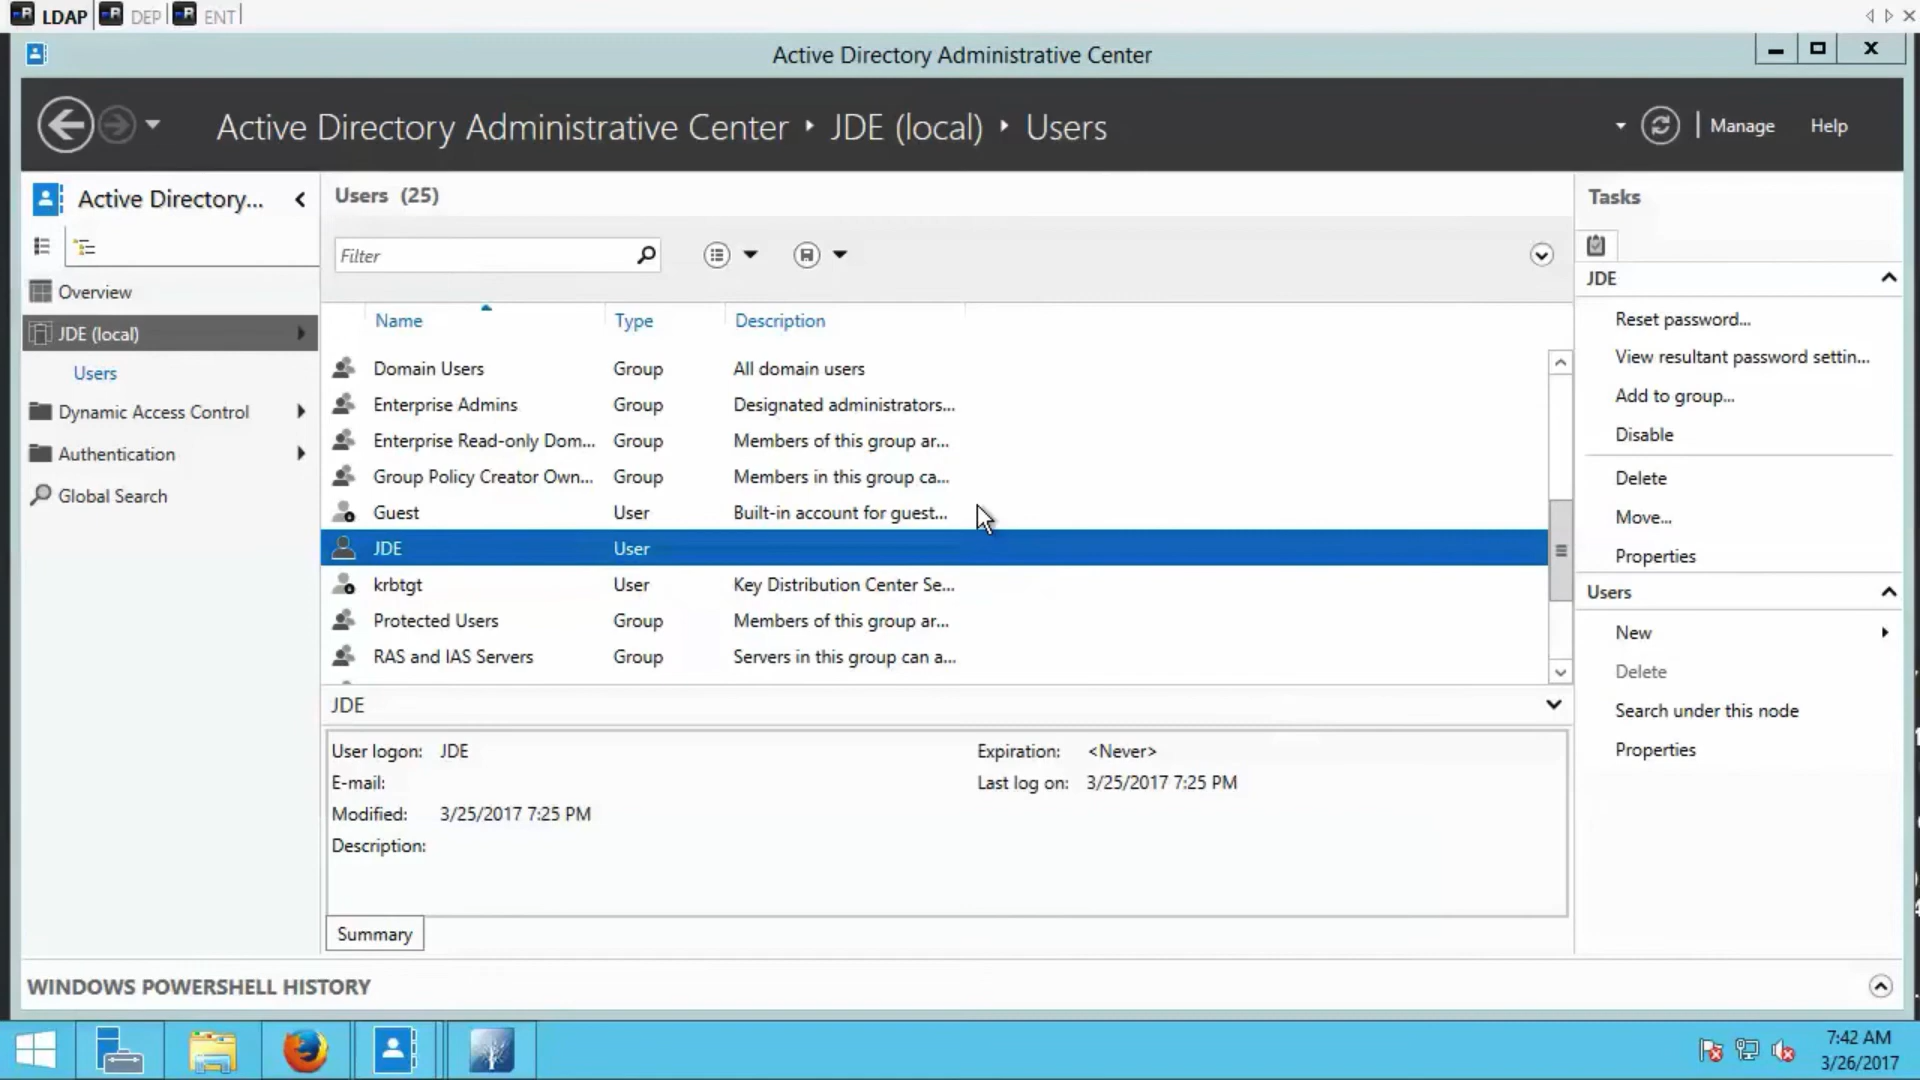 LDAP DEP ENT
Active Directory Administrative Center
Active Directory Administrative Center • JDE (local) • Users
Manage Help
Active Directory...
Overview
JDE (local)
Users
Dynamic Access Control
Authentication
Global Search
Users (25)
Filter
Name Type Description
Domain Users Group All domain users
Enterprise Admins Group Designated administrators...
Enterprise Read-only Dom... Group Members of this group ar...
Group Policy Creator Own... Group Members in this group ca...
Guest User Built-in account for guest...
JDE User
krbtgt User Key Distribution Center Se...
Protected Users Group Members of this group ar...
RAS and IAS Servers Group Servers in this group can a...
JDE
User logon: JDE Expiration: <Never>
E-mail: Last log on: 3/25/2017 7:25 PM
Modified: 3/25/2017 7:25 PM
Description:
Summary
Tasks
JDE
Reset password...
View resultant password settin...
Add to group...
Disable
Delete
Move...
Properties
Users
New
Delete
Search under this node
Properties
WINDOWS POWERSHELL HISTORY
7:42 AM
3/26/2017